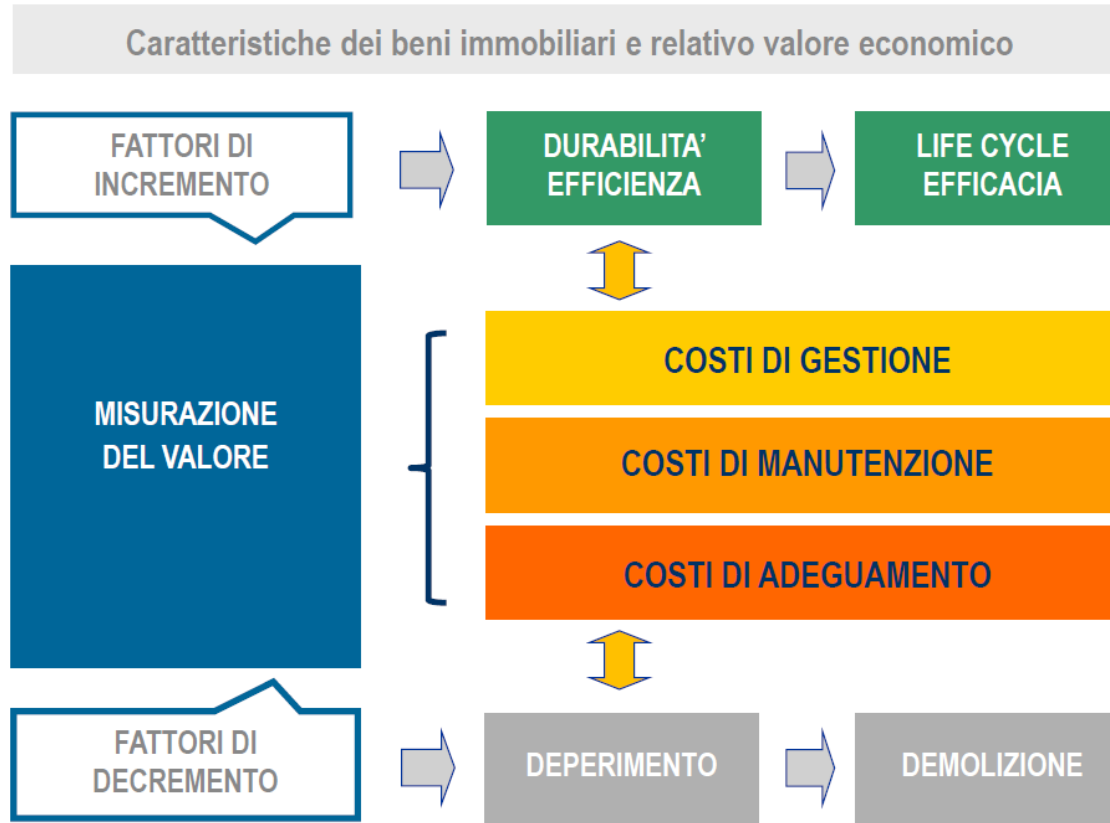 Caratteristiche dei beni immobiliari e relativo valore economico
FATTORI DI
INCREMENTO
DURABILITA’
EFFICIENZA
LIFE CYCLE
EFFICACIA
MISURAZIONE
DEL VALORE
COSTI DI GESTIONE
COSTI DI MANUTENZIONE
COSTI DI ADEGUAMENTO
FATTORI DI
DECREMENTO
DEPERIMENTO
DEMOLIZIONE